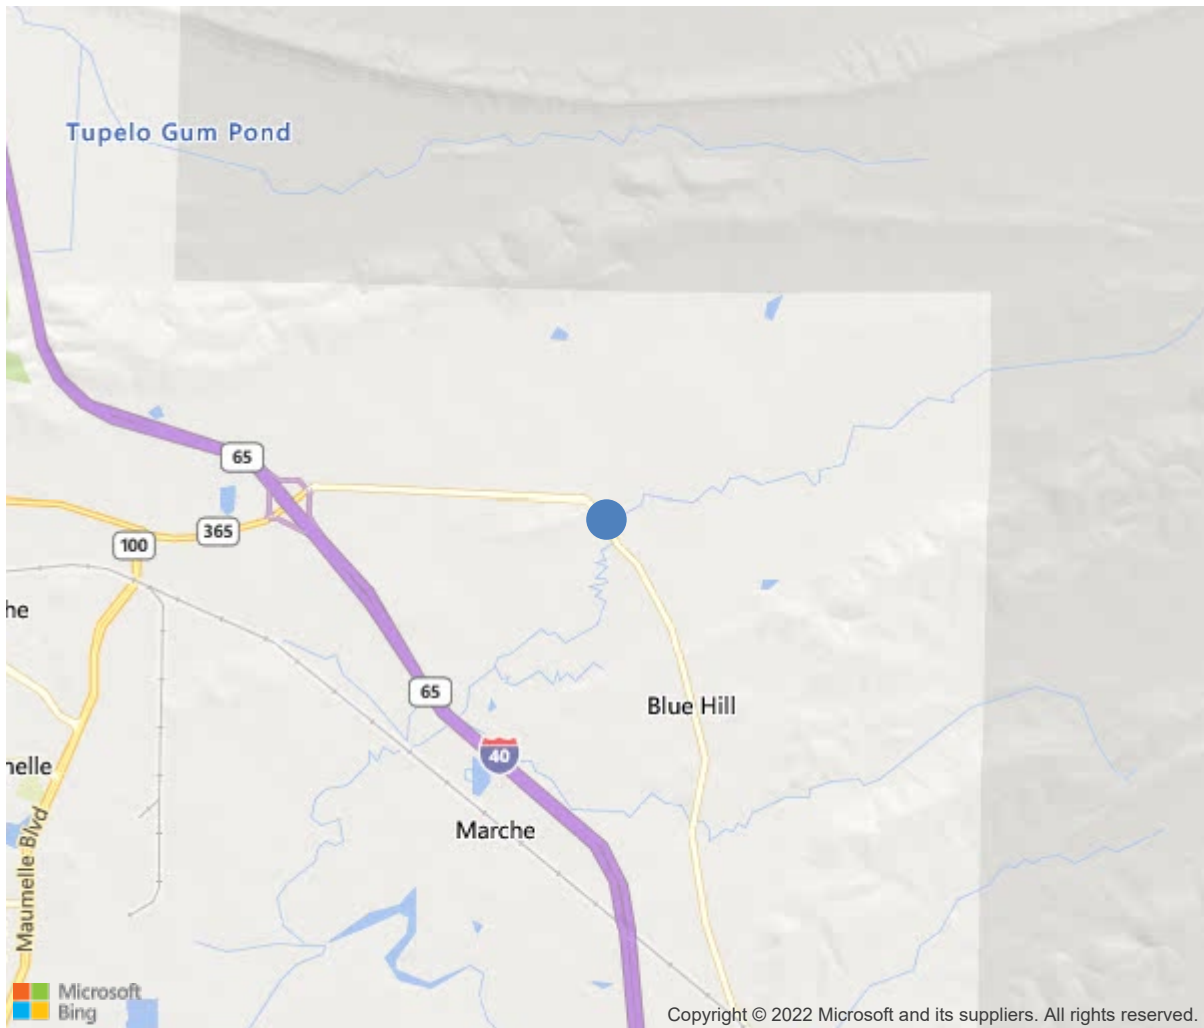 Tupelo Gum Pond
65
365
100
he
65
Blue Hill
40
nelle
Marche
Maumelle Blvd
Microsoft
Bing
Copyright © 2022 Microsoft and its suppliers. All rights reserved.